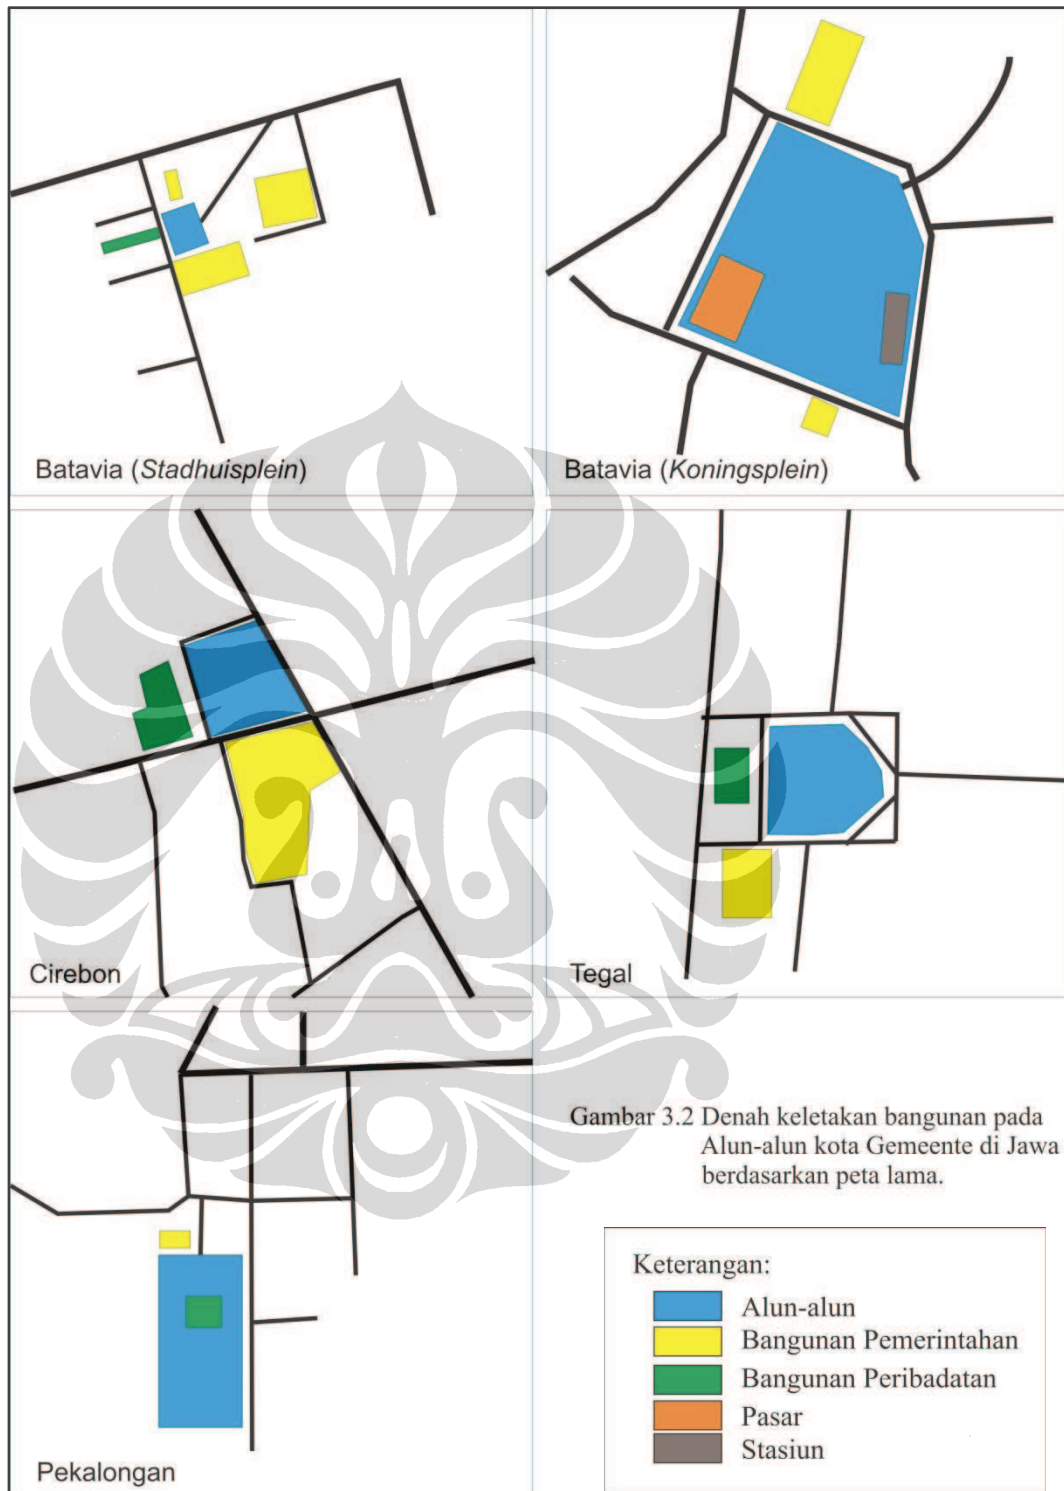 Batavia (Stadhuisplein)
Batavia (Koningsplein)
Cirebon
Tegal
Pekalongan
Gambar 3.2 Denah keletakan bangunan pada
Alun-alun kota Gemeente di Jawa
berdasarkan peta lama.
Keterangan:
Alun-alun
Bangunan Pemerintahan
Bangunan Peribadatan
Pasar
Stasiun